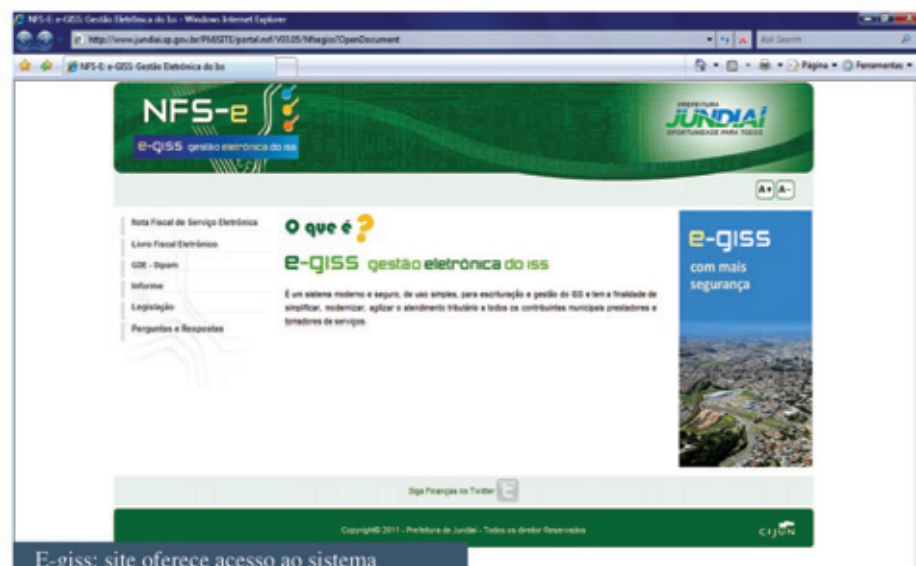 NFS-E: e-GISS: Gestão Eletrônica do Iss - Windows Internet Explorer
http://www.jundiai.sp.gov.br/PMJSITE/portal.nsf/V03.05/
Ask Search
NFS-E: e-GISS: Gestão Eletrônica do Iss
Página
Ferramentas
NFS-e
e-GISS gestão eletrônica do iss
PREFEITURA
JUNDIAÍ
OPORTUNIDADE PARA TODOS
A+ A-
Nota Fiscal de Serviço Eletrônica
Livro Fiscal Eletrônico
GDE - Dipam
Informe
Legislação
Perguntas e Respostas
O que é?
e-GISS gestão eletrônica do iss
É um sistema moderno e seguro, de uso simples, para escrituração e gestão do ISS e tem a finalidade de
simplificar, modernizar, agilizar o atendimento tributário a todos os contribuintes municipais prestadores e
tomadores de serviços.
e-GISS
com mais
segurança
Siga Finanças no Twitter
Copyright© 2011 - Prefeitura de Jundiaí - Todos os direitos Reservados
CIJUN
E-giss: site oferece acesso ao sistema